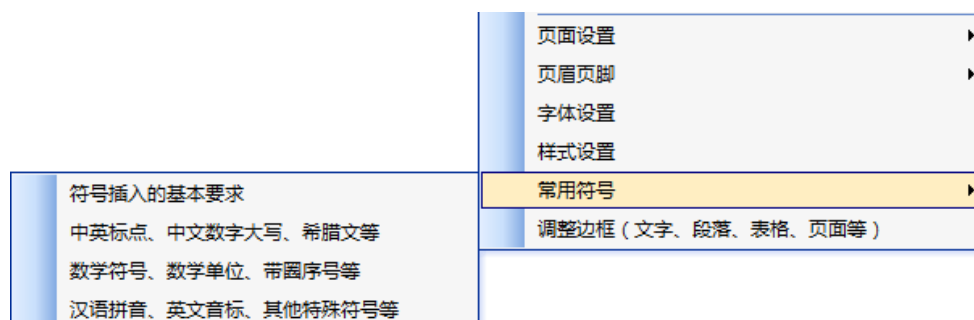 页面设置
页眉页脚
字体设置
样式设置
常用符号
调整边框（文字、段落、表格、页面等）
符号插入的基本要求
中英标点、中文数字大写、希腊文等
数学符号、数学单位、带圈序号等
汉语拼音、英文音标、其他特殊符号等